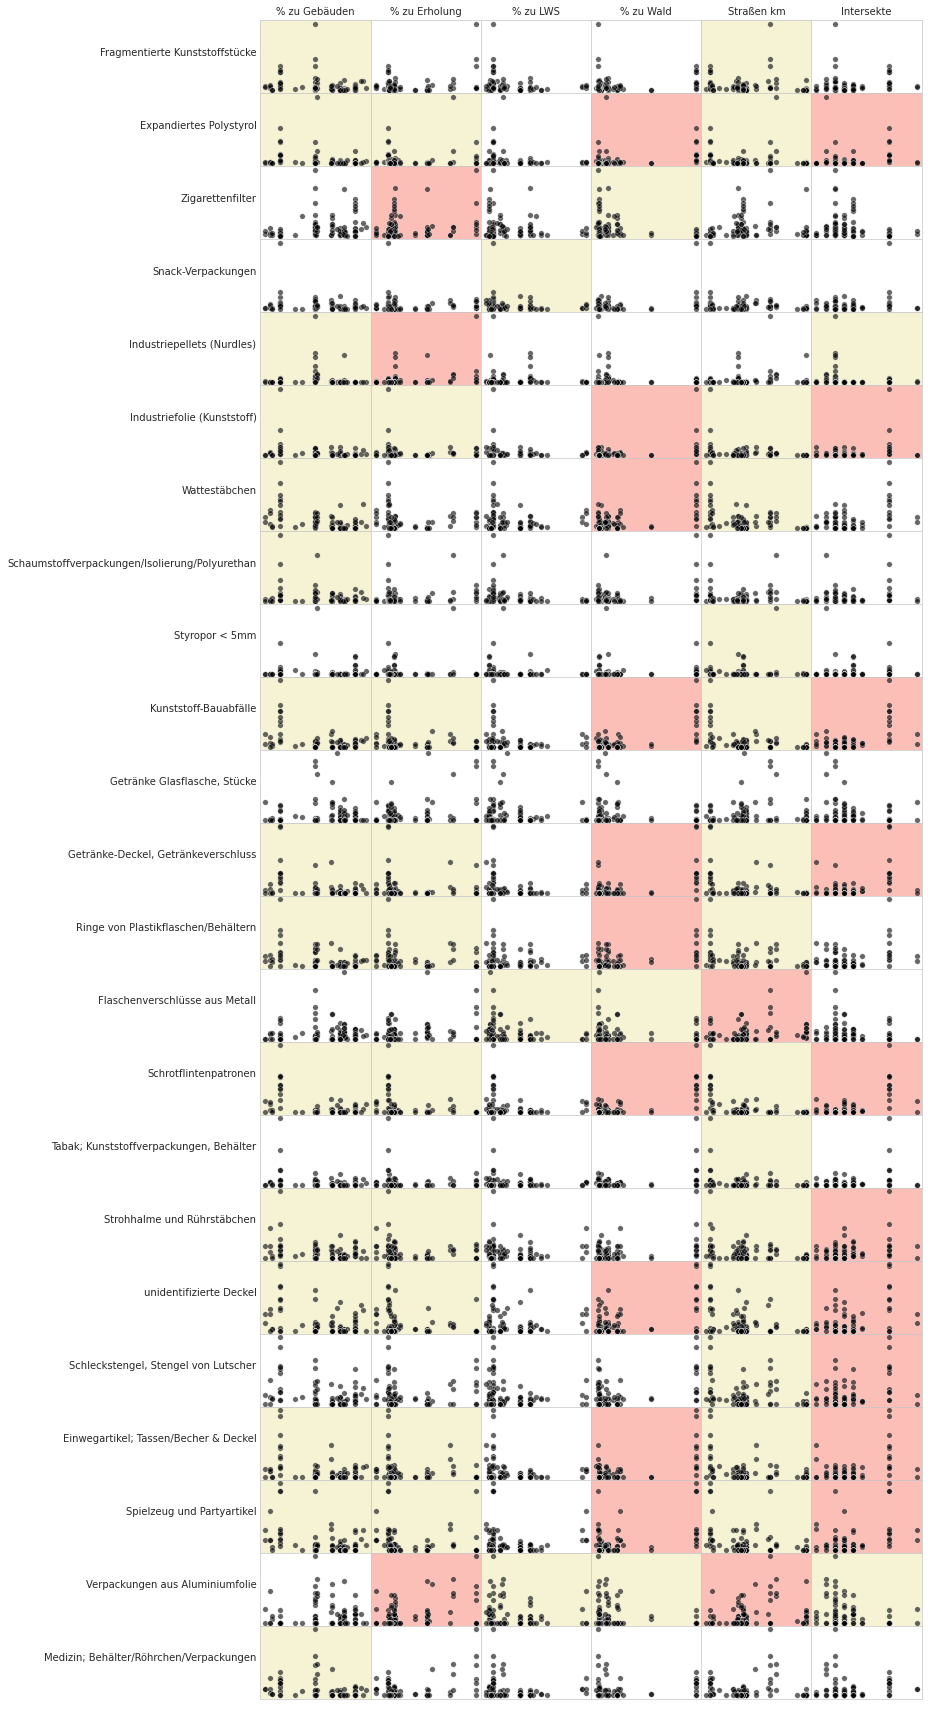 % zu Gebäuden % zu Erholung % zu LWS % zu Wald Straßen km Intersekte
Fragmentierte Kunststoffstücke
Expandiertes Polystyrol
Zigarettenfilter
Snack-Verpackungen
Industriepellets (Nurdles)
Industriefolie (Kunststoff)
Wattestäbchen
Schaumstoffverpackungen/Isolierung/Polyurethan
Styropor < 5mm
Kunststoff-Bauabfälle
Getränke Glasflasche, Stücke
Getränke-Deckel, Getränkeverschluss
Ringe von Plastikflaschen/Behältern
Flaschenverschlüsse aus Metall
Schrotflintenpatronen
Tabak; Kunststoffverpackungen, Behälter
Strohhalme und Rührstäbchen
unidentifizierte Deckel
Schleckstengel, Stengel von Lutscher
Einwegartikel; Tassen/Becher & Deckel
Spielzeug und Partyartikel
Verpackungen aus Aluminiumfolie
Medizin; Behälter/Röhrchen/Verpackungen